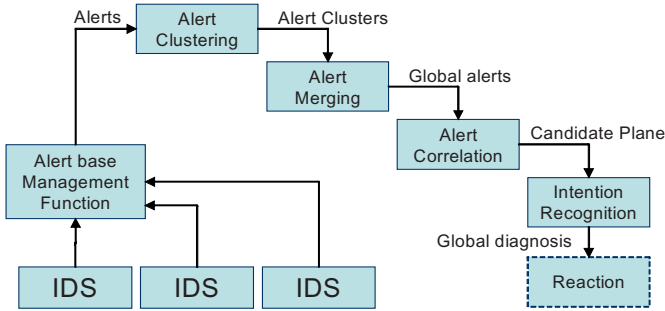 Alerts
Alert
Clustering
Alert Clusters
Alert
Merging
Global alerts
Alert
Correlation
Candidate Plane
Alert base
Management
Function
Intention
Recognition
Global diagnosis
IDS
IDS
IDS
Reaction